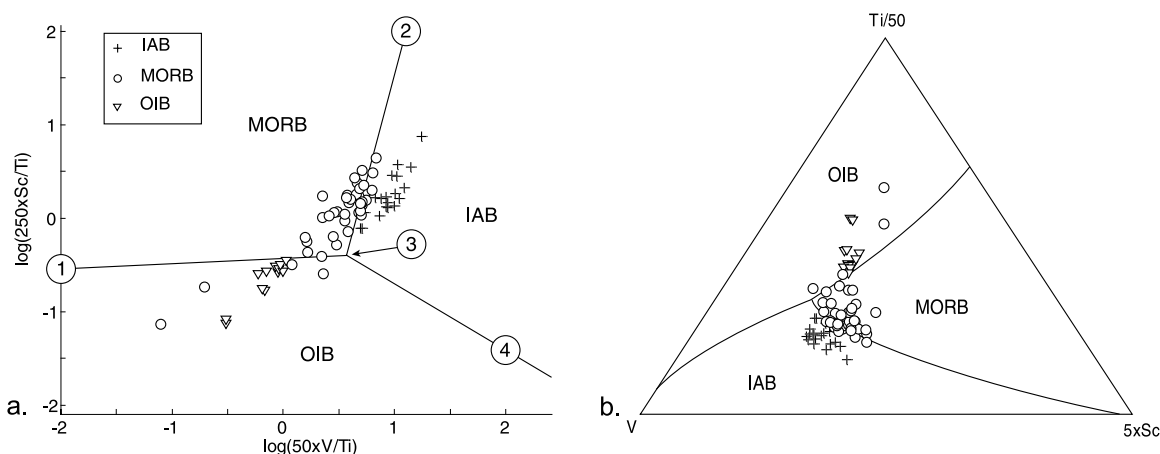 2
1
0
-1
-2
log(250xSc/Ti)
-2
-1
0
1
2
log(50xV/Ti)
IAB
MORB
OIB
MORB
IAB
OIB
1
2
3
4
a.
Ti/50
OIB
MORB
IAB
V
5xSc
b.